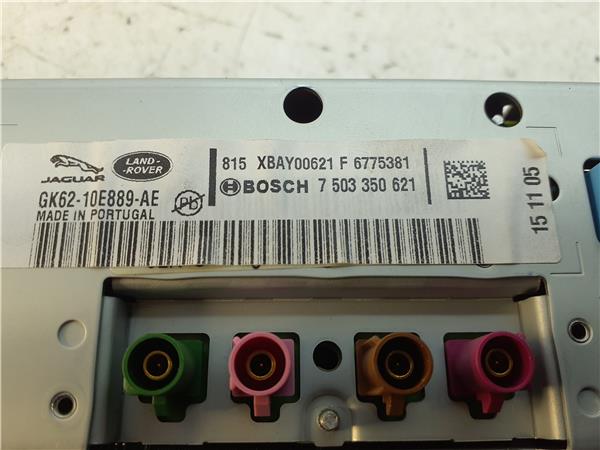 JAGUAR
LAND-
ROVER
GK62-10E889-AE
MADE IN PORTUGAL
Pb
815 XBAY00621 F 6775381
BOSCH 7 503 350 621
15 11 05